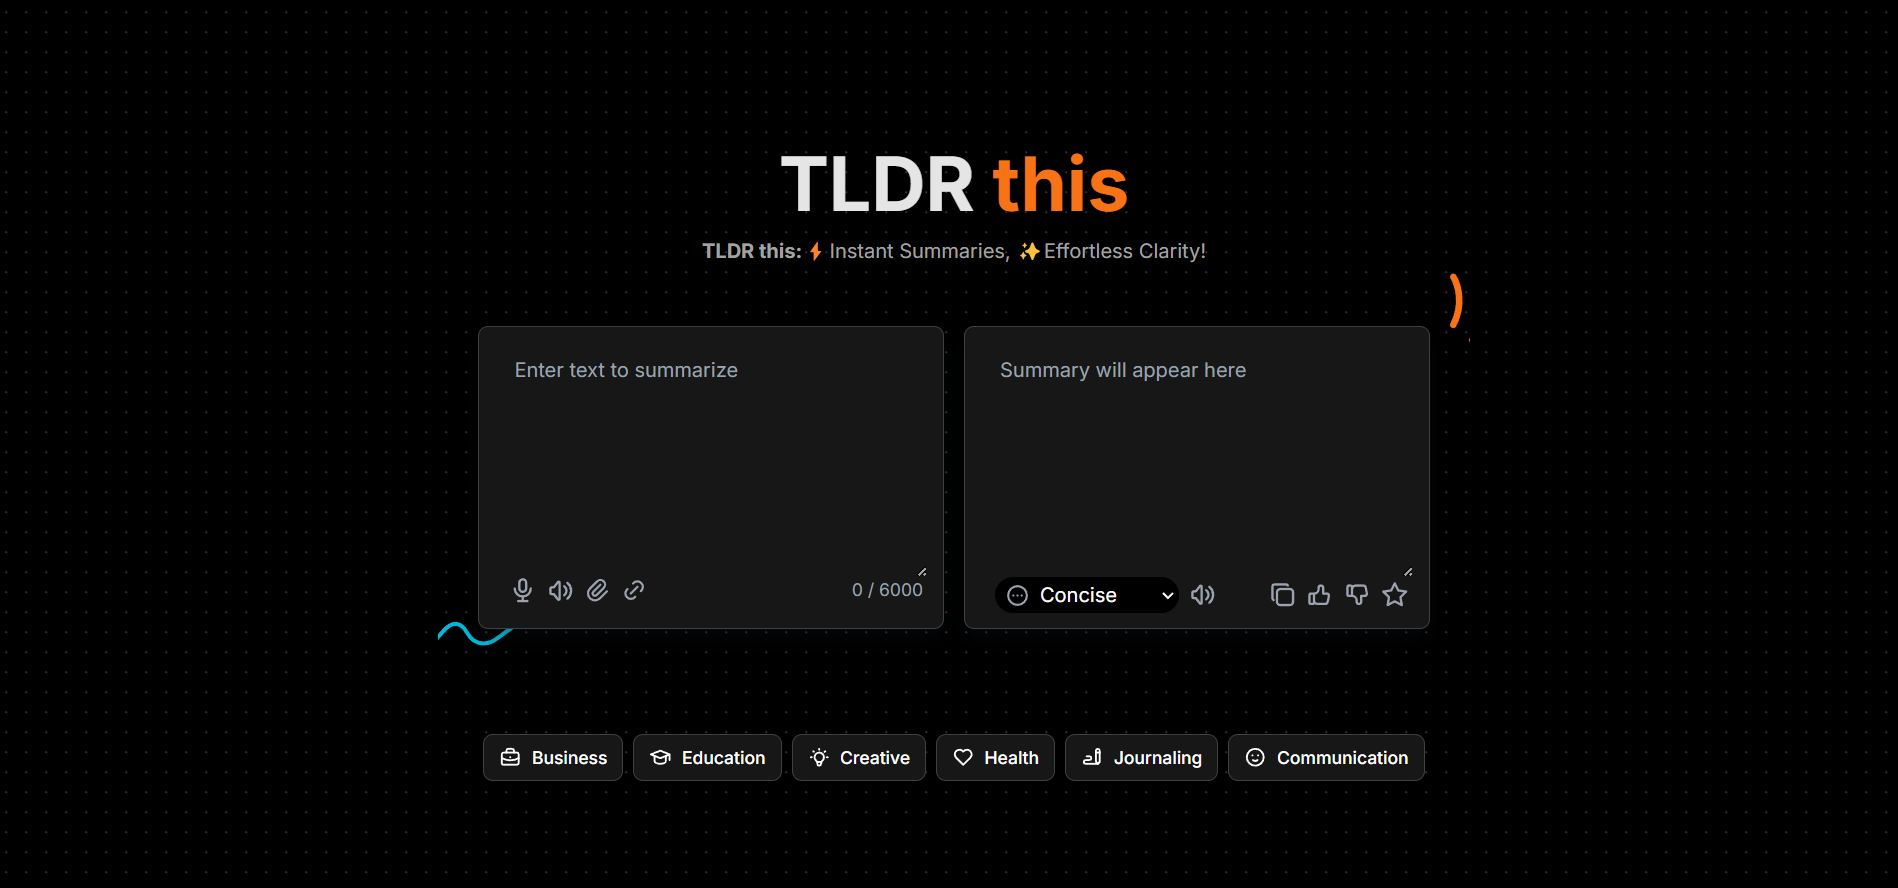 TLDR this
TLDR this: ⚡Instant Summaries, ✨Effortless Clarity!
Enter text to summarize
0 / 6000
Summary will appear here
Concise
Business
Education
Creative
Health
Journaling
Communication